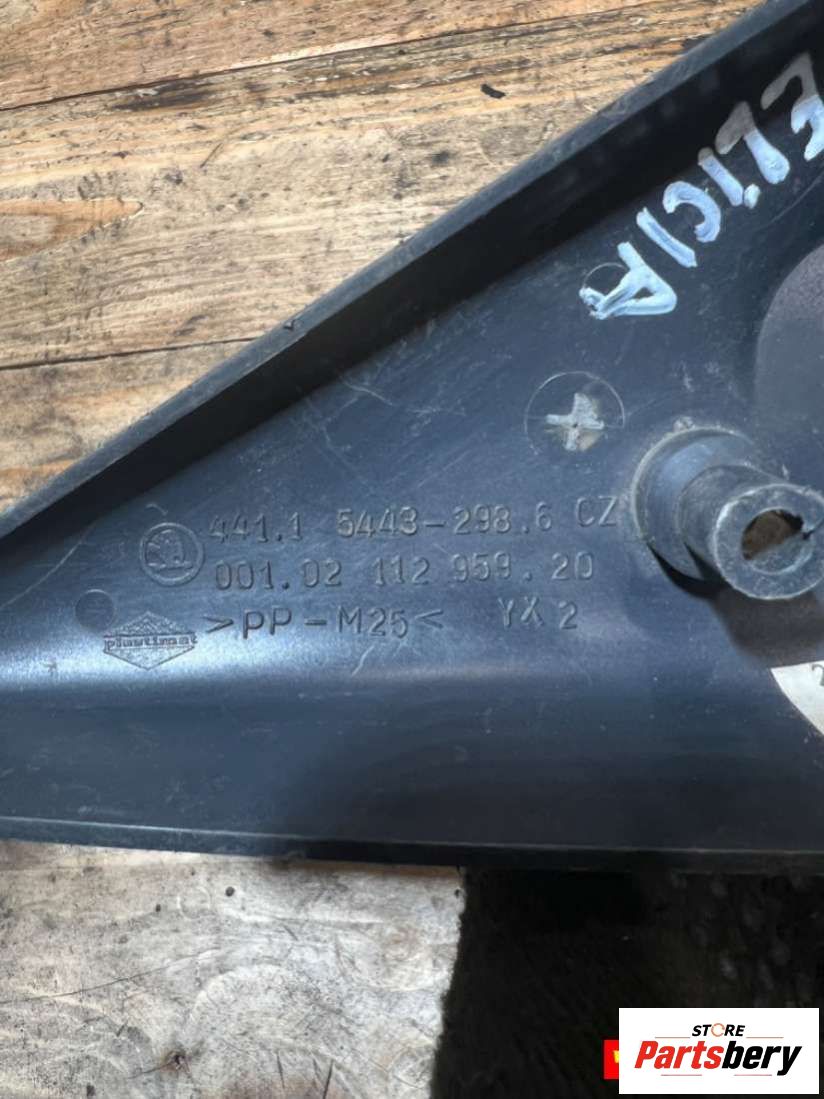 FELICIA
441.1 5443-298.6 CZ
001.02 112 959.20
plastimat >PP-M25< YX 2
STORE
Partsbery